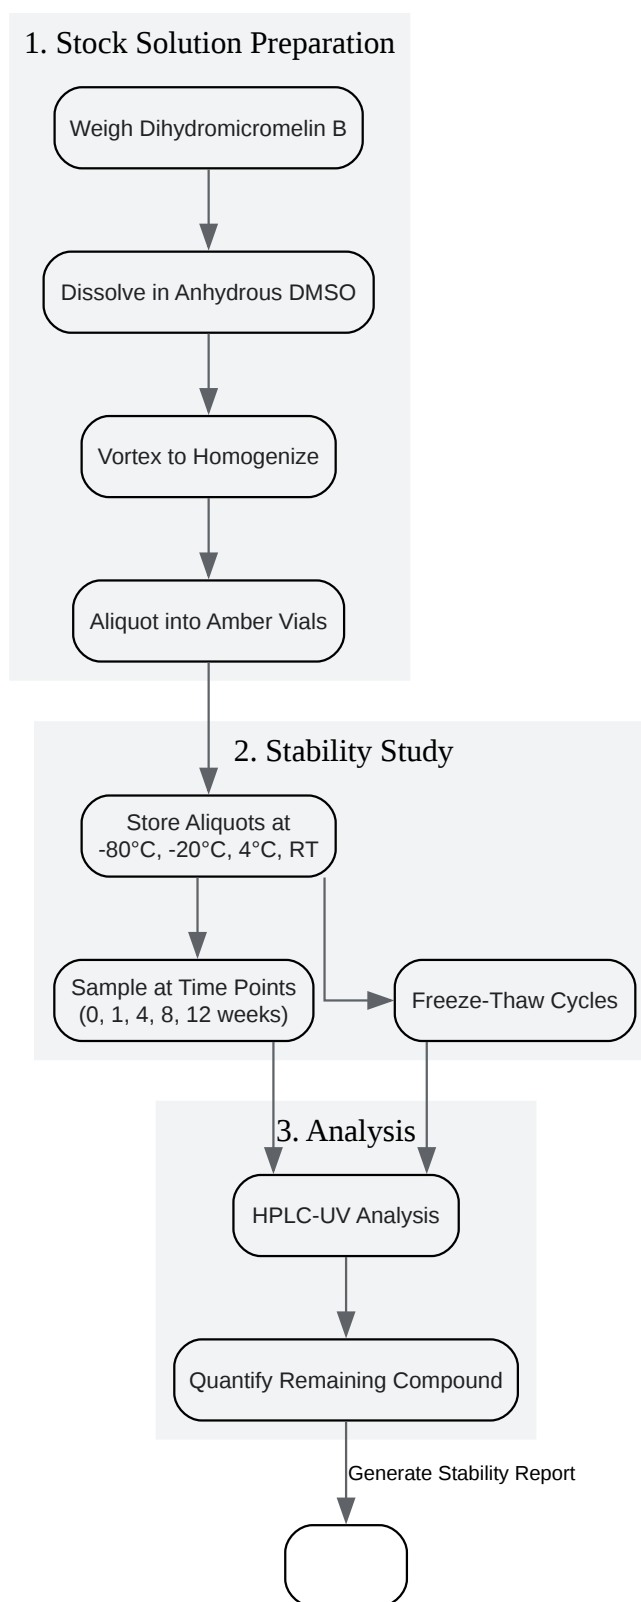 1. Stock Solution Preparation
Weigh Dihydromicromelin B
Dissolve in Anhydrous DMSO
Vortex to Homogenize
Aliquot into Amber Vials
2. Stability Study
Store Aliquots at
-80°C, -20°C, 4°C, RT
Sample at Time Points
(0, 1, 4, 8, 12 weeks)
Freeze-Thaw Cycles
3. Analysis
HPLC-UV Analysis
Quantify Remaining Compound
Generate Stability Report